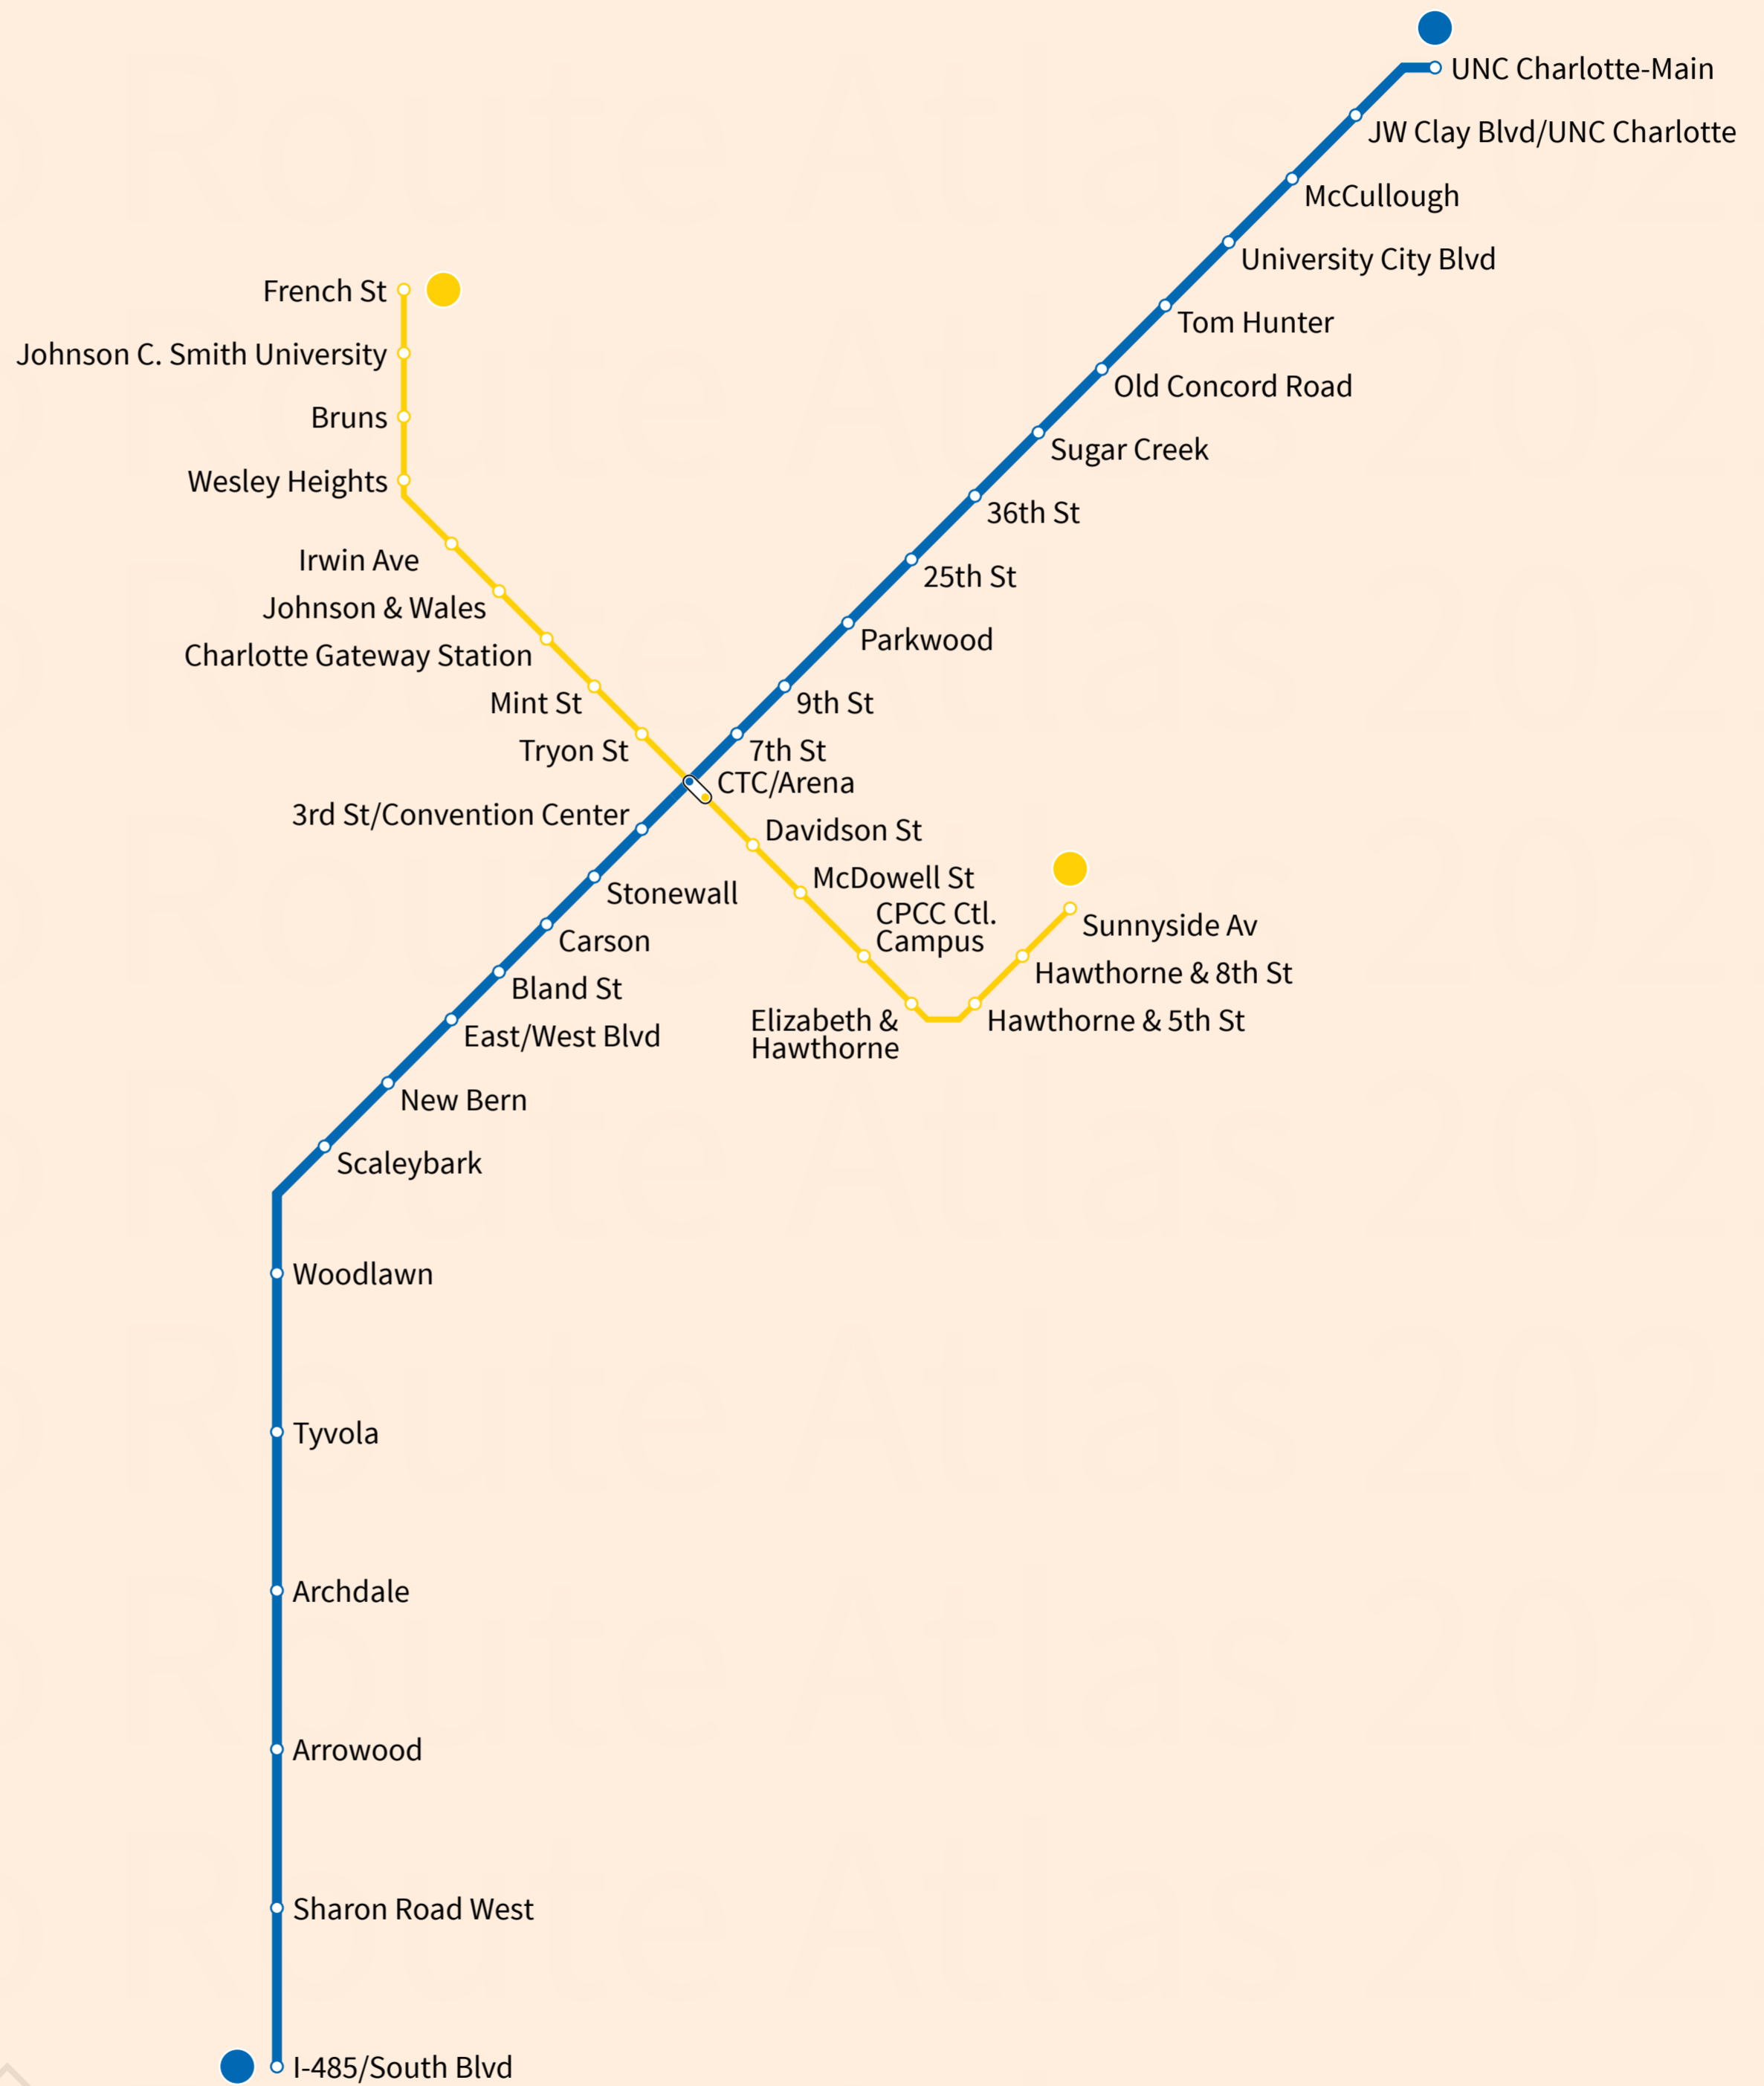 UNC Charlotte-Main
JW Clay Blvd/UNC Charlotte
McCullough
University City Blvd
French St
Tom Hunter
Johnson C. Smith University
Old Concord Road
Bruns
Sugar Creek
Wesley Heights
36th St
Irwin Ave
25th St
Johnson & Wales
Parkwood
Charlotte Gateway Station
Mint St
9th St
Tryon St
7th St
CTC/Arena
3rd St/Convention Center
Davidson St
McDowell St
Stonewall
CPCC Ctl.
Campus
Sunnyside Av
Carson
Hawthorne & 8th St
Bland St
Elizabeth &
Hawthorne
Hawthorne & 5th St
East/West Blvd
New Bern
Scaleybark
Woodlawn
Tyvola
Archdale
Arrowood
Sharon Road West
I-485/South Blvd
Route Atlas 202